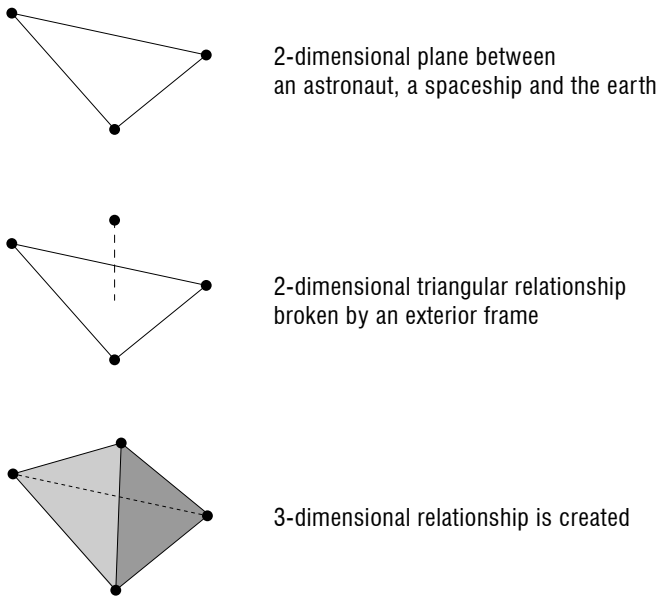 2-dimensional plane between
an astronaut, a spaceship and the earth
2-dimensional triangular relationship
broken by an exterior frame
3-dimensional relationship is created